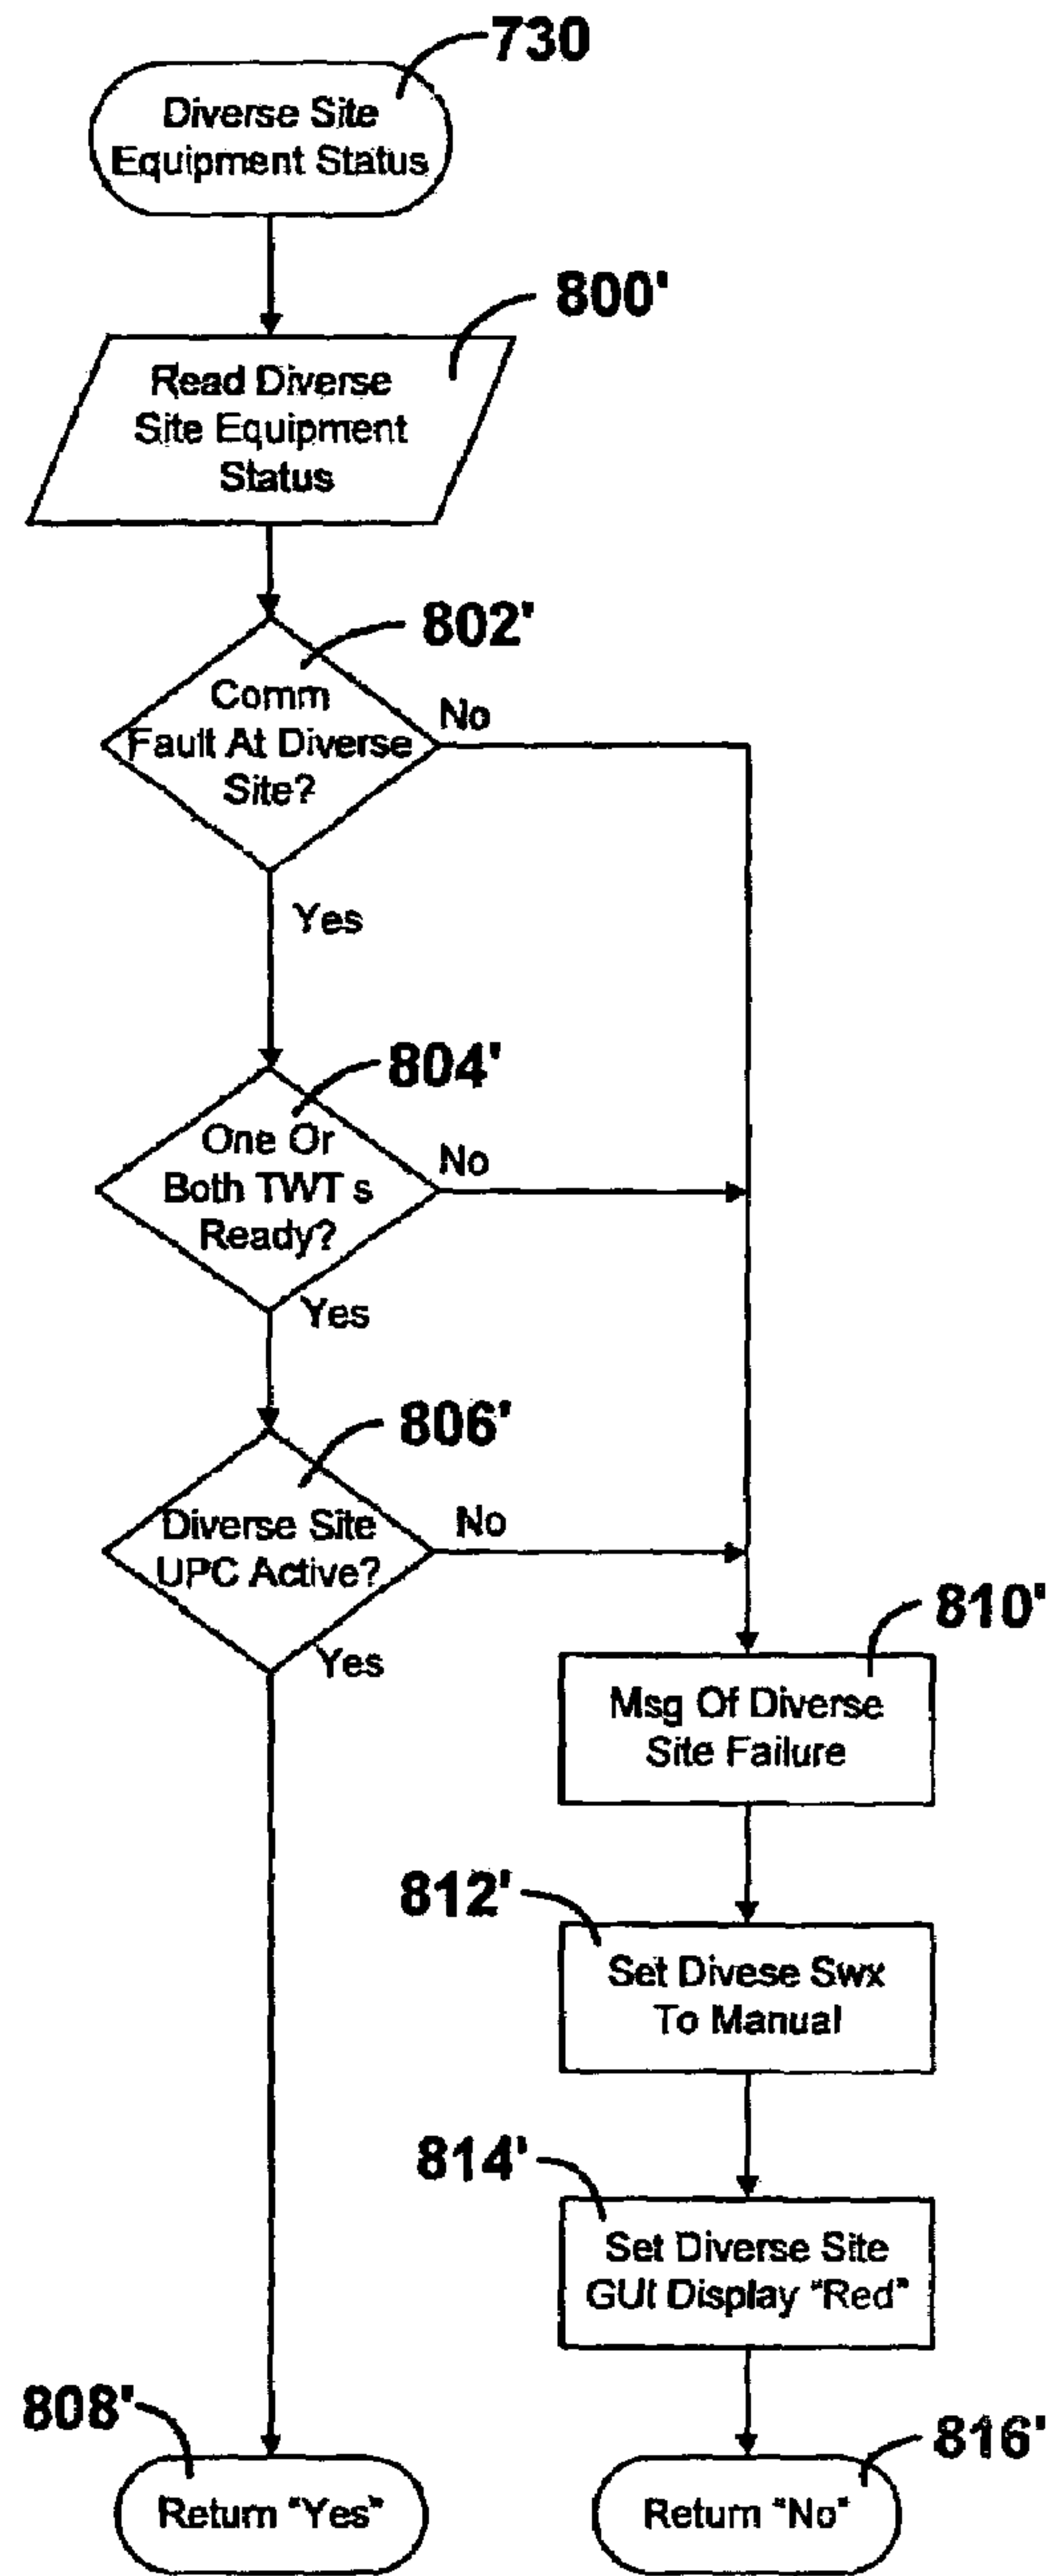 730
Diverse Site
Equipment Status
800'
Read Diverse
Site Equipment
Status
802'
Comm
Fault At Diverse
Site?
No
Yes
804'
One Or
Both TWT s
Ready?
No
Yes
806'
Diverse Site
UPC Active?
No
Yes
810'
Msg Of Diverse
Site Failure
812'
Set Divese Swx
To Manual
814'
Set Diverse Site
GUI Display "Red"
808'
Return "Yes"
816'
Return "No"